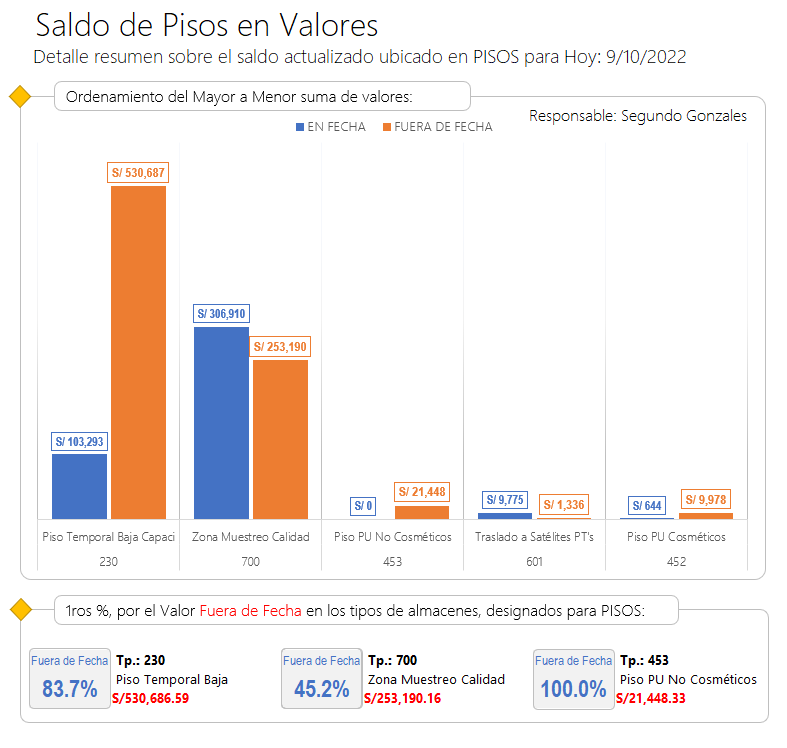 Saldo de Pisos en Valores
Detalle resumen sobre el saldo actualizado ubicado en PISOS para Hoy: 9/10/2022
Ordenamiento del Mayor a Menor suma de valores:
Responsable: Segundo Gonzales
EN FECHA FUERA DE FECHA
S/ 530,687
S/ 306,910
S/ 253,190
S/ 103,293
S/ 0
S/ 21,448
S/ 9,775
S/ 1,336
S/ 644
S/ 9,978
Piso Temporal Baja Capaci Zona Muestreo Calidad Piso PU No Cosméticos Traslado a Satélites PT's Piso PU Cosméticos
230 700 453 601 452
1ros %, por el Valor Fuera de Fecha en los tipos de almacenes, designados para PISOS:
Fuera de Fecha Tp.: 230
83.7% Piso Temporal Baja
S/530,686.59
Fuera de Fecha Tp.: 700
45.2% Zona Muestreo Calidad
S/253,190.16
Fuera de Fecha Tp.: 453
100.0% Piso PU No Cosméticos
S/21,448.33